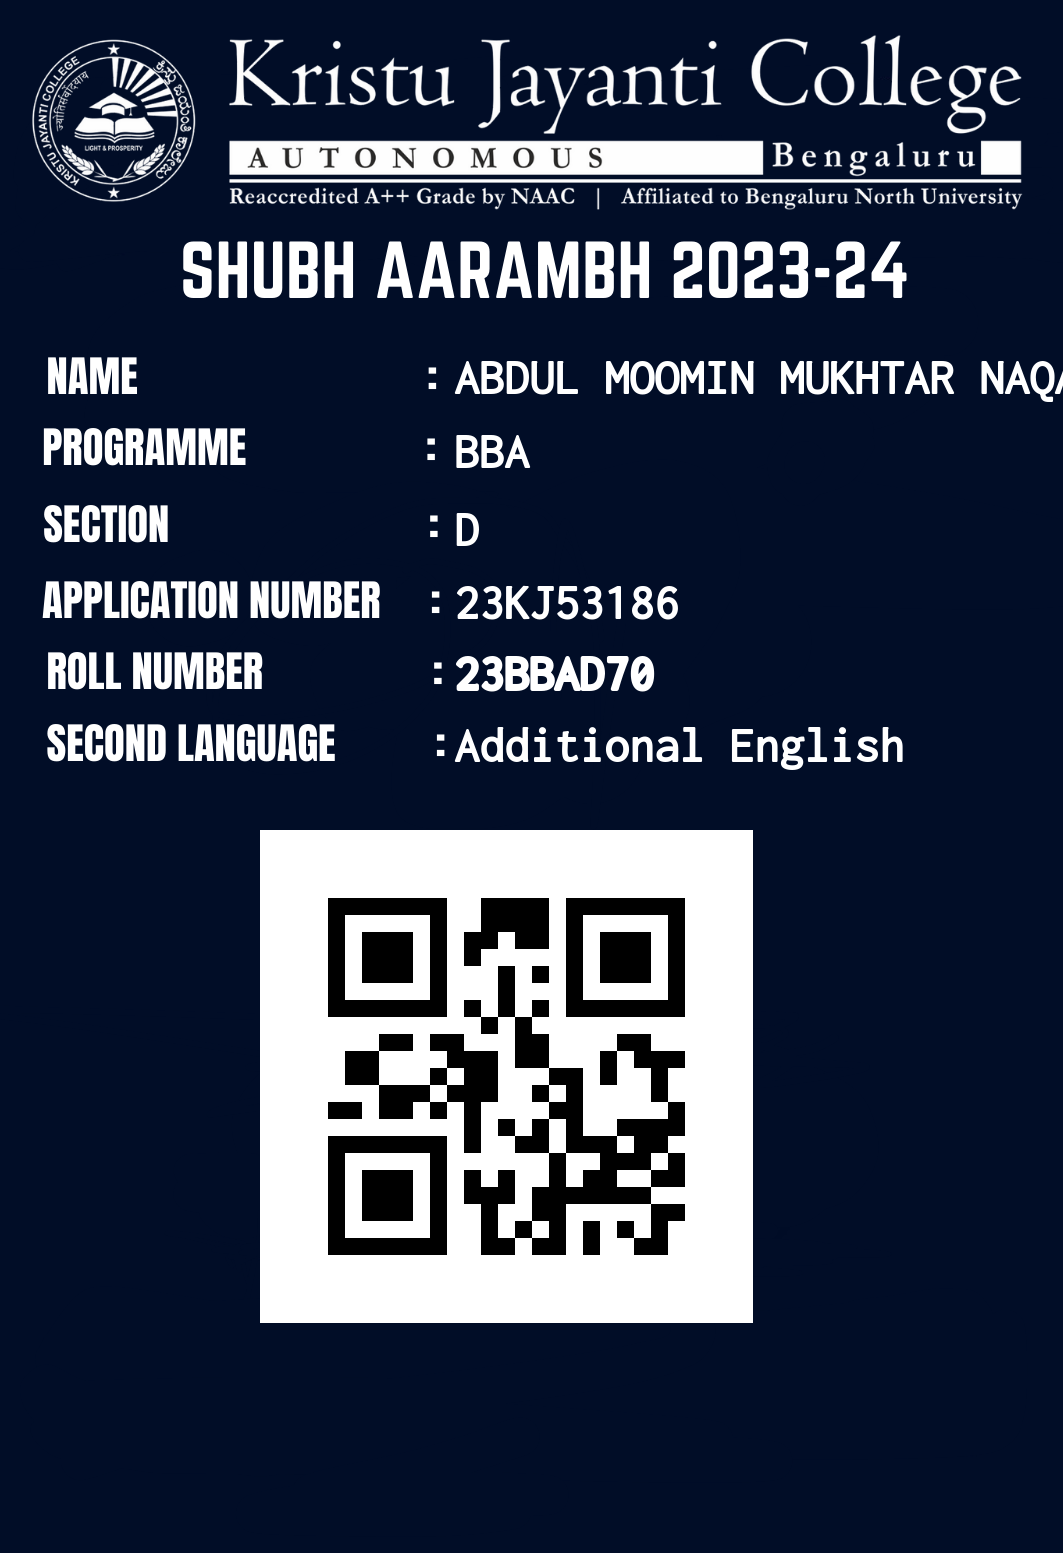 Kristu Jayanti College
AUTONOMOUS Bengaluru
Reaccredited A++ Grade by NAAC | Affiliated to Bengaluru North University
KRISTU JAYANTI COLLEGE
LIGHT & PROSPERITY
SHUBH AARAMBH 2023-24
NAME : ABDUL MOOMIN MUKHTAR NAQA
PROGRAMME : BBA
SECTION : D
APPLICATION NUMBER : 23KJ53186
ROLL NUMBER : 23BBAD70
SECOND LANGUAGE : Additional English